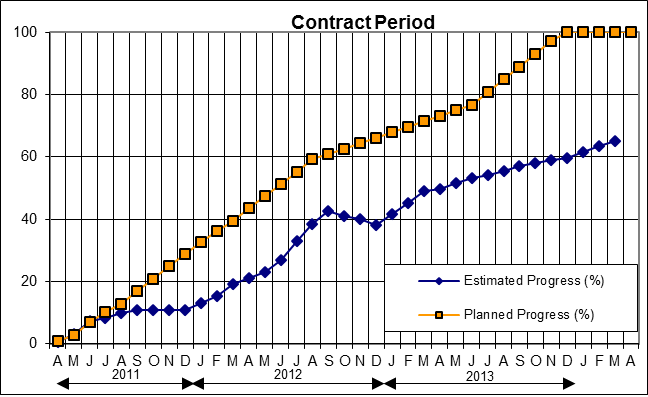 Contract Period
100
80
60
40
20
0
Estimated Progress (%)
Planned Progress (%)
A M J J A S O N D J F M A M J J A S O N D J F M A M J J A S O N D J F M A
2011 2012 2013